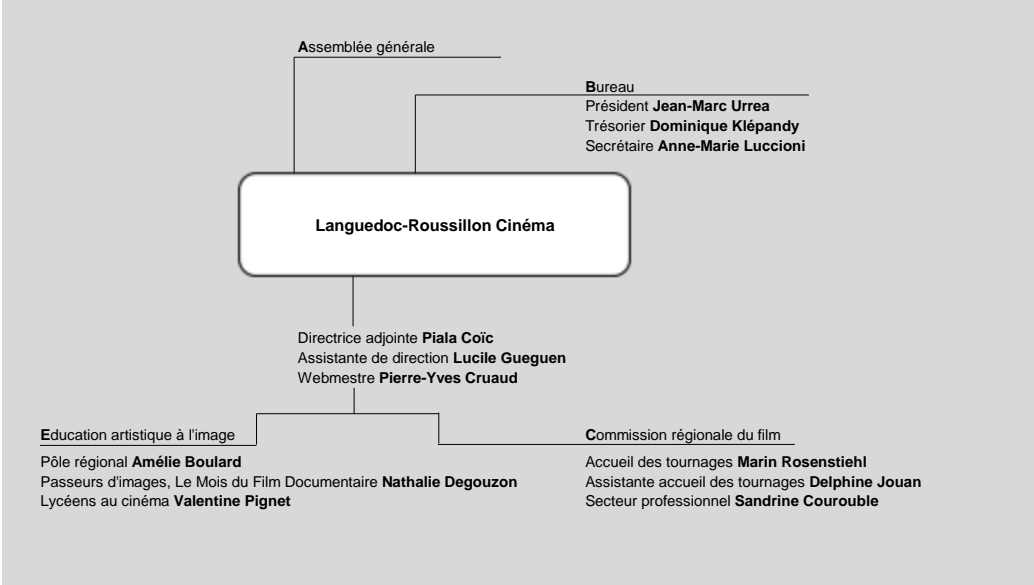 Assemblée générale
Bureau
Président Jean-Marc Urrea
Trésorier Dominique Klépandy
Secrétaire Anne-Marie Luccioni
Languedoc-Roussillon Cinéma
Directrice adjointe Piala Coïc
Assistante de direction Lucile Gueguen
Webmestre Pierre-Yves Cruaud
Education artistique à l'image
Pôle régional Amélie Boulard
Passeurs d'images, Le Mois du Film Documentaire Nathalie Degouzon
Lycéens au cinéma Valentine Pignet
Commission régionale du film
Accueil des tournages Marin Rosenstiehl
Assistante accueil des tournages Delphine Jouan
Secteur professionnel Sandrine Courouble